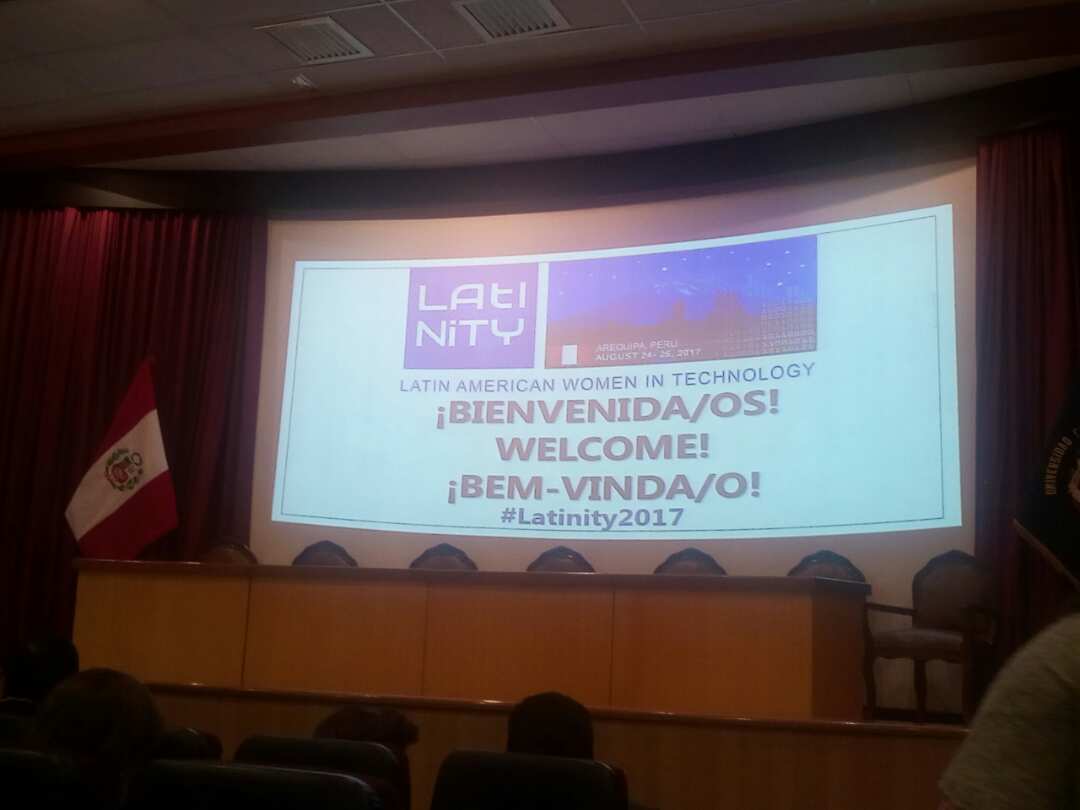 LATI
NiTY
AREQUIPA, PERU
AUGUST 24-25, 2017
LATIN AMERICAN WOMEN IN TECHNOLOGY
¡BIENVENIDA/OS!
WELCOME!
¡BEM-VINDA/O!
#Latinity2017
UNIVERSIDAD